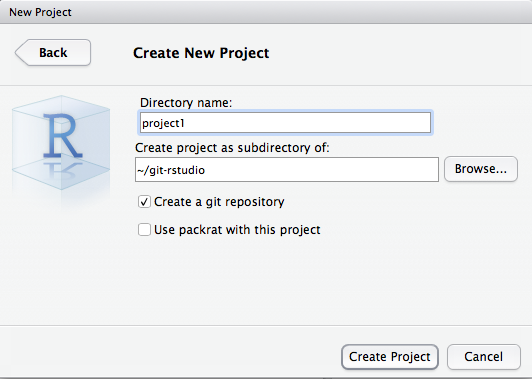 New Project
Back
Create New Project
R
Directory name:
project1
Create project as subdirectory of:
~/git-rstudio
Browse...
Create a git repository
Use packrat with this project
Create Project
Cancel